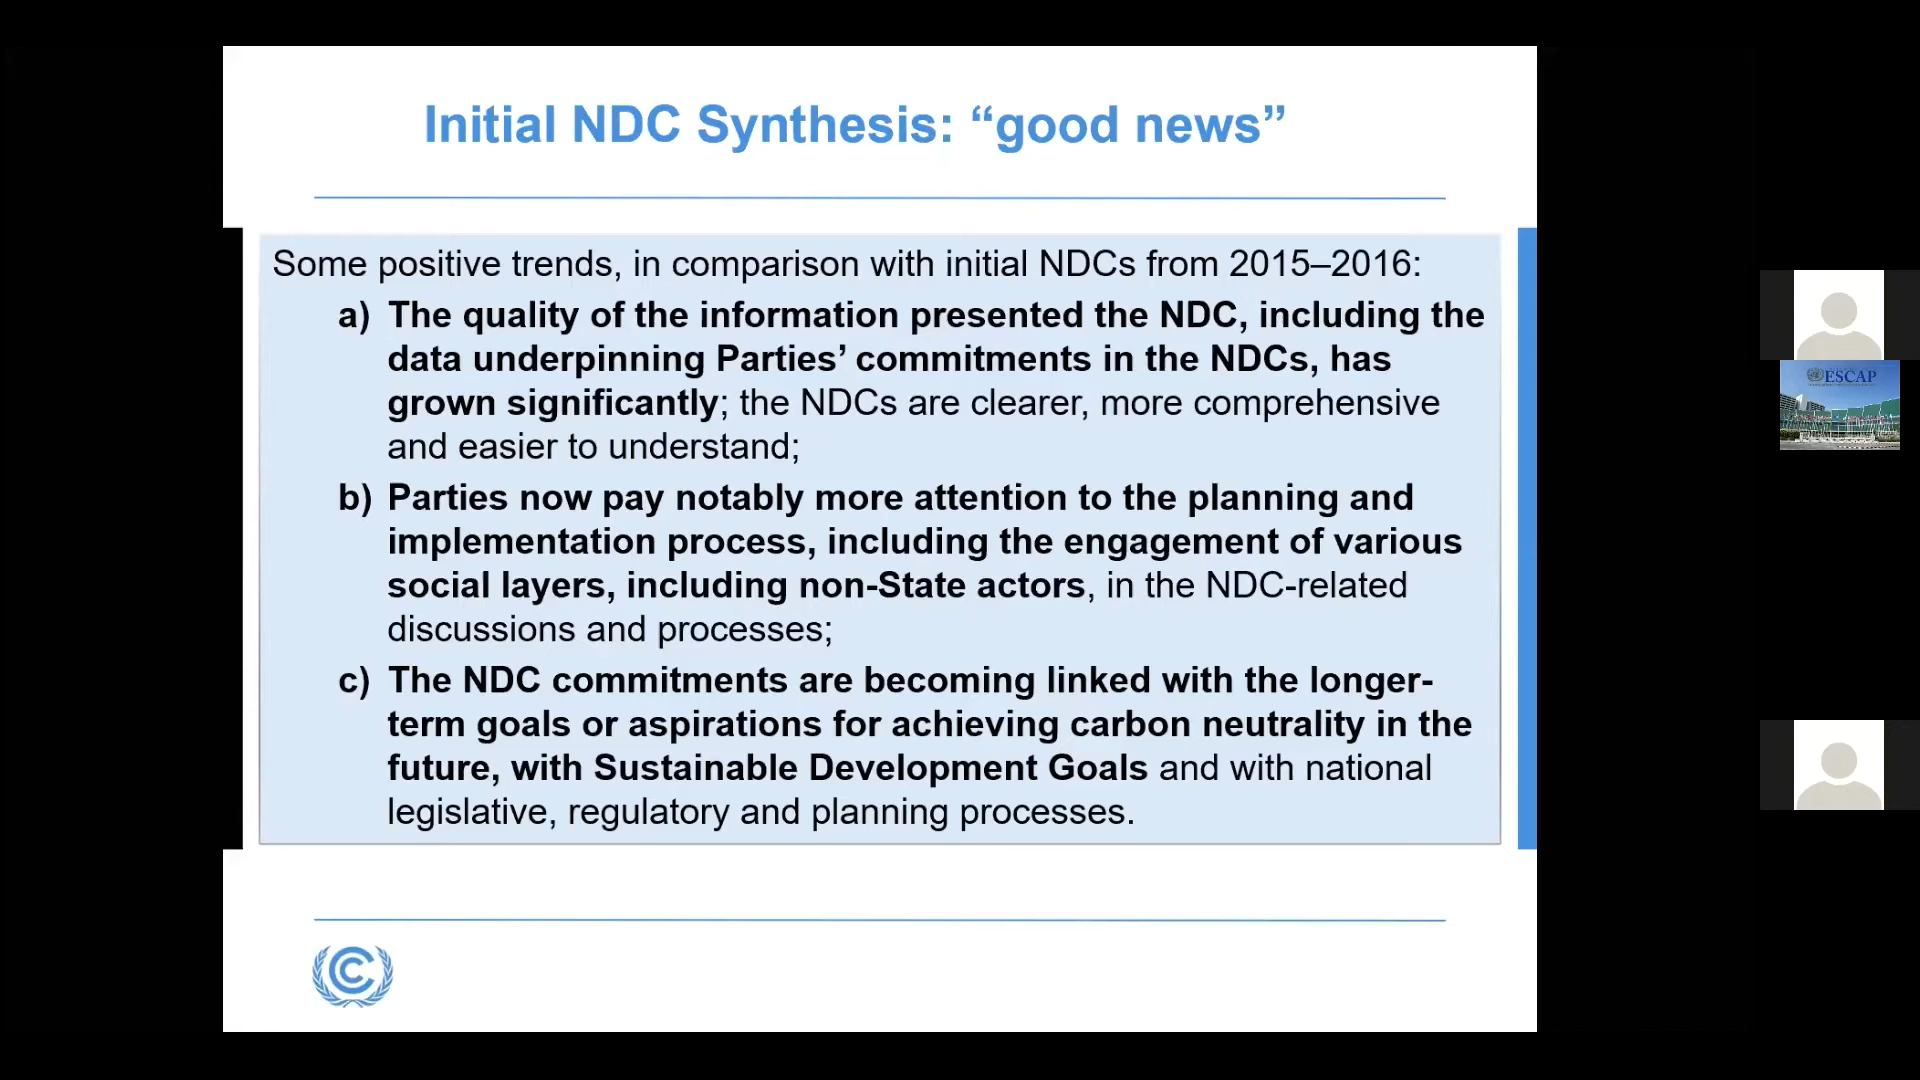 Initial NDC Synthesis: “good news”
Some positive trends, in comparison with initial NDCs from 2015–2016:
a) The quality of the information presented the NDC, including the
data underpinning Parties’ commitments in the NDCs, has
grown significantly; the NDCs are clearer, more comprehensive
and easier to understand;
b) Parties now pay notably more attention to the planning and
implementation process, including the engagement of various
social layers, including non-State actors, in the NDC-related
discussions and processes;
c) The NDC commitments are becoming linked with the longer-
term goals or aspirations for achieving carbon neutrality in the
future, with Sustainable Development Goals and with national
legislative, regulatory and planning processes.
ESCAP